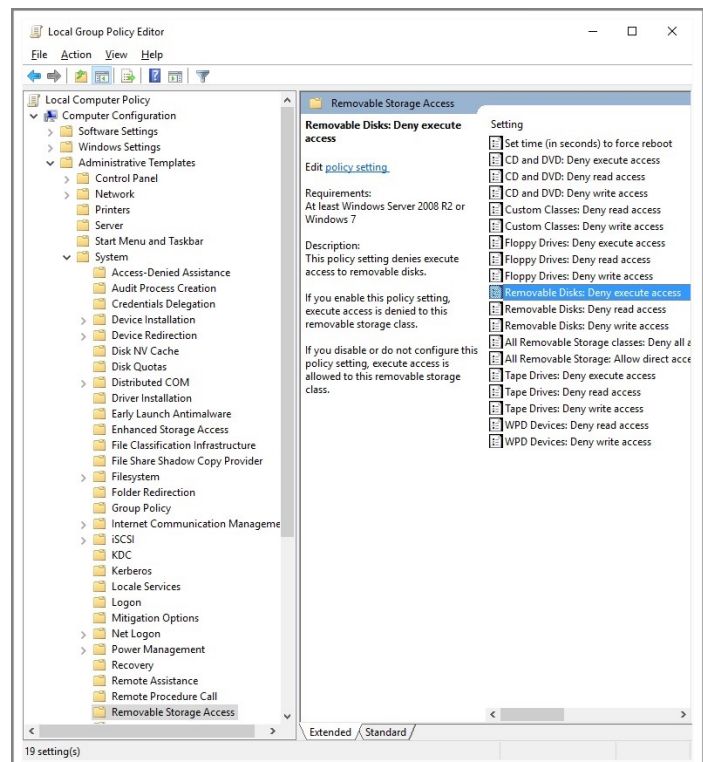 Local Group Policy Editor
File Action View Help
Local Computer Policy
Computer Configuration
Software Settings
Windows Settings
Administrative Templates
Control Panel
Network
Printers
Server
Start Menu and Taskbar
System
Access-Denied Assistance
Audit Process Creation
Credentials Delegation
Device Installation
Device Redirection
Disk NV Cache
Disk Quotas
Distributed COM
Driver Installation
Early Launch Antimalware
Enhanced Storage Access
File Classification Infrastructure
File Share Shadow Copy Provider
Filesystem
Folder Redirection
Group Policy
Internet Communication Manageme
iSCSI
KDC
Kerberos
Locale Services
Logon
Mitigation Options
Net Logon
Power Management
Recovery
Remote Assistance
Remote Procedure Call
Removable Storage Access
Removable Storage Access
Removable Disks: Deny execute
access
Edit policy setting
Requirements:
At least Windows Server 2008 R2 or
Windows 7
Description:
This policy setting denies execute
access to removable disks.
If you enable this policy setting,
execute access is denied to this
removable storage class.
If you disable or do not configure this
policy setting, execute access is
allowed to this removable storage
class.
Setting
Set time (in seconds) to force reboot
CD and DVD: Deny execute access
CD and DVD: Deny read access
CD and DVD: Deny write access
Custom Classes: Deny read access
Custom Classes: Deny write access
Floppy Drives: Deny execute access
Floppy Drives: Deny read access
Floppy Drives: Deny write access
Removable Disks: Deny execute access
Removable Disks: Deny read access
Removable Disks: Deny write access
All Removable Storage classes: Deny all a
All Removable Storage: Allow direct acce
Tape Drives: Deny execute access
Tape Drives: Deny read access
Tape Drives: Deny write access
WPD Devices: Deny read access
WPD Devices: Deny write access
Extended Standard
19 setting(s)